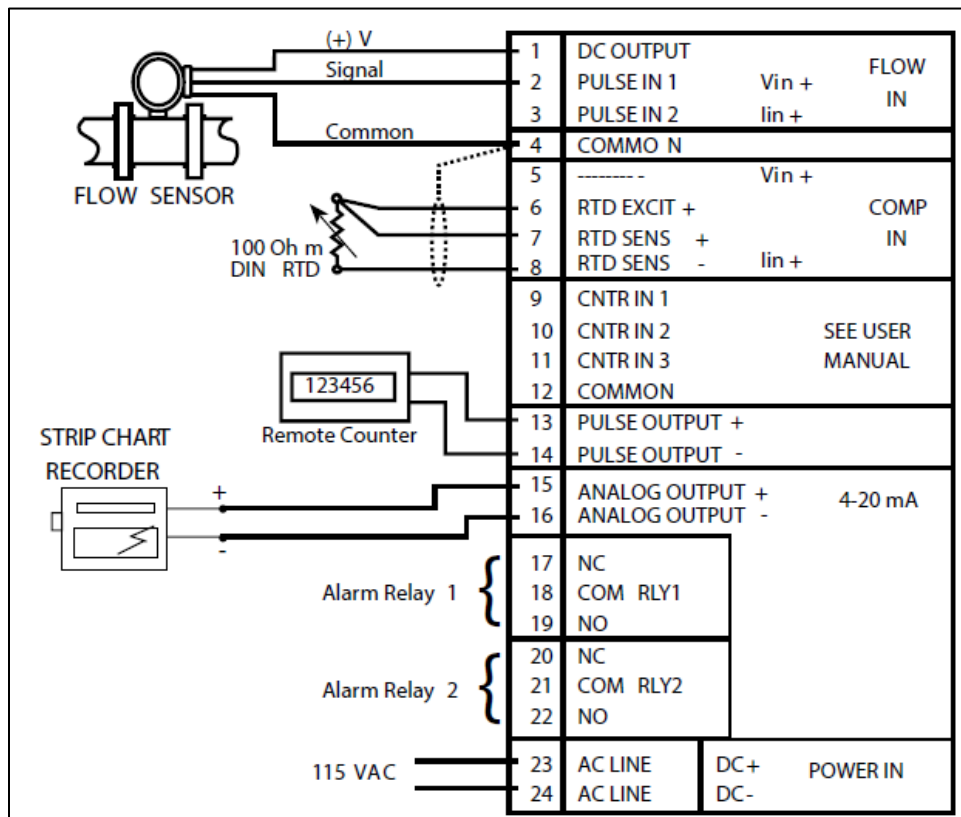 (+) V
Signal
Common
FLOW SENSOR
100 Oh m
DIN RTD
123456
Remote Counter
STRIP CHART
RECORDER
+
-
Alarm Relay 1 {
Alarm Relay 2 {
115 VAC
1 DC OUTPUT
2 PULSE IN 1 Vin +
3 PULSE IN 2 Iin +
FLOW
IN
4 COMMO N
5 -------- - Vin +
6 RTD EXCIT +
7 RTD SENS +
8 RTD SENS - Iin +
COMP
IN
9 CNTR IN 1
10 CNTR IN 2
11 CNTR IN 3
12 COMMON
SEE USER
MANUAL
13 PULSE OUTPUT +
14 PULSE OUTPUT -
15 ANALOG OUTPUT +
16 ANALOG OUTPUT -
4-20 mA
17 NC
18 COM RLY1
19 NO
20 NC
21 COM RLY2
22 NO
23 AC LINE DC+
24 AC LINE DC-
POWER IN